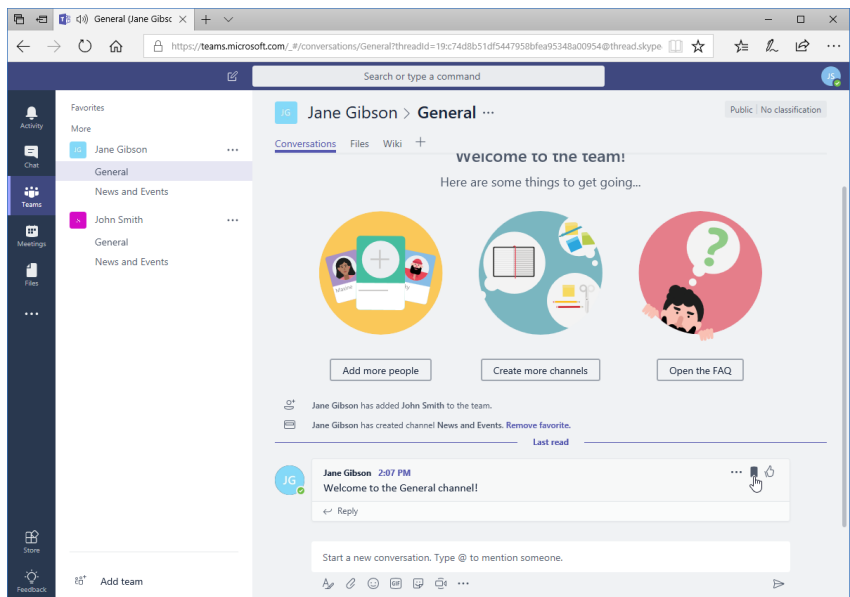 General (Jane Gibsc
https://teams.microsoft.com/_#/conversations/General?threadId=19:c74d8b51df5447958bfea95348a00954@thread.skype
Search or type a command
JS
Activity
Chat
Teams
Meetings
Files
Store
Feedback
Favorites
More
JG Jane Gibson
General
News and Events
John Smith
General
News and Events
Add team
JG Jane Gibson > General
Public No classification
Conversations Files Wiki
Welcome to the team!
Here are some things to get going...
Add more people
Create more channels
Open the FAQ
Jane Gibson has added John Smith to the team.
Jane Gibson has created channel News and Events. Remove favorite.
Last read
JG
Jane Gibson 2:07 PM
Welcome to the General channel!
Reply
Start a new conversation. Type @ to mention someone.
GIF